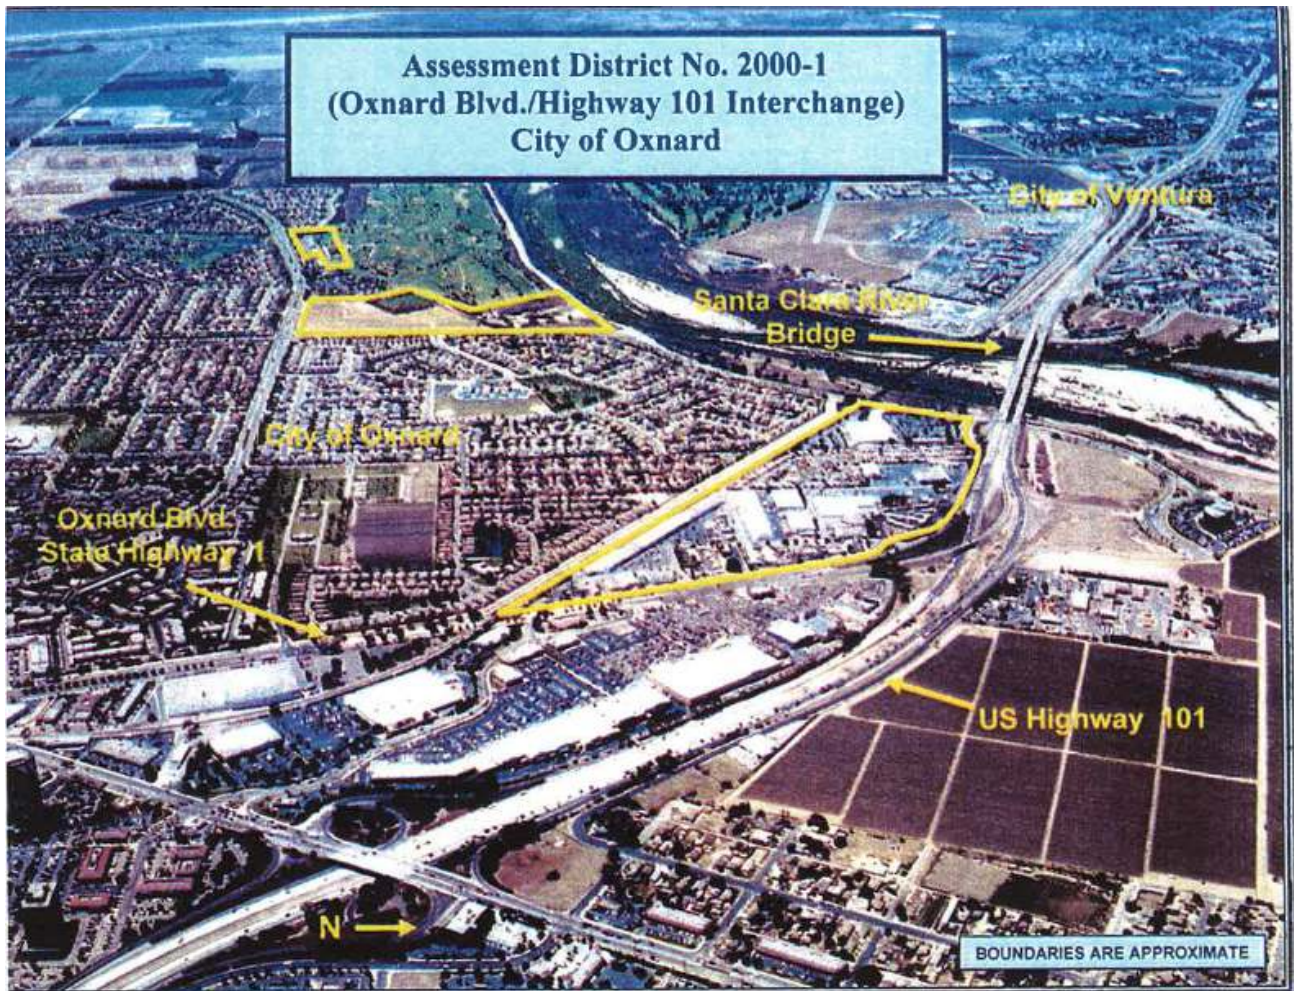 Assessment District No. 2000-1
(Oxnard Blvd./Highway 101 Interchange)
City of Oxnard
City of Ventura
Santa Clara River
Bridge
City of Oxnard
Oxnard Blvd.
State Highway 1
US Highway 101
N
BOUNDARIES ARE APPROXIMATE